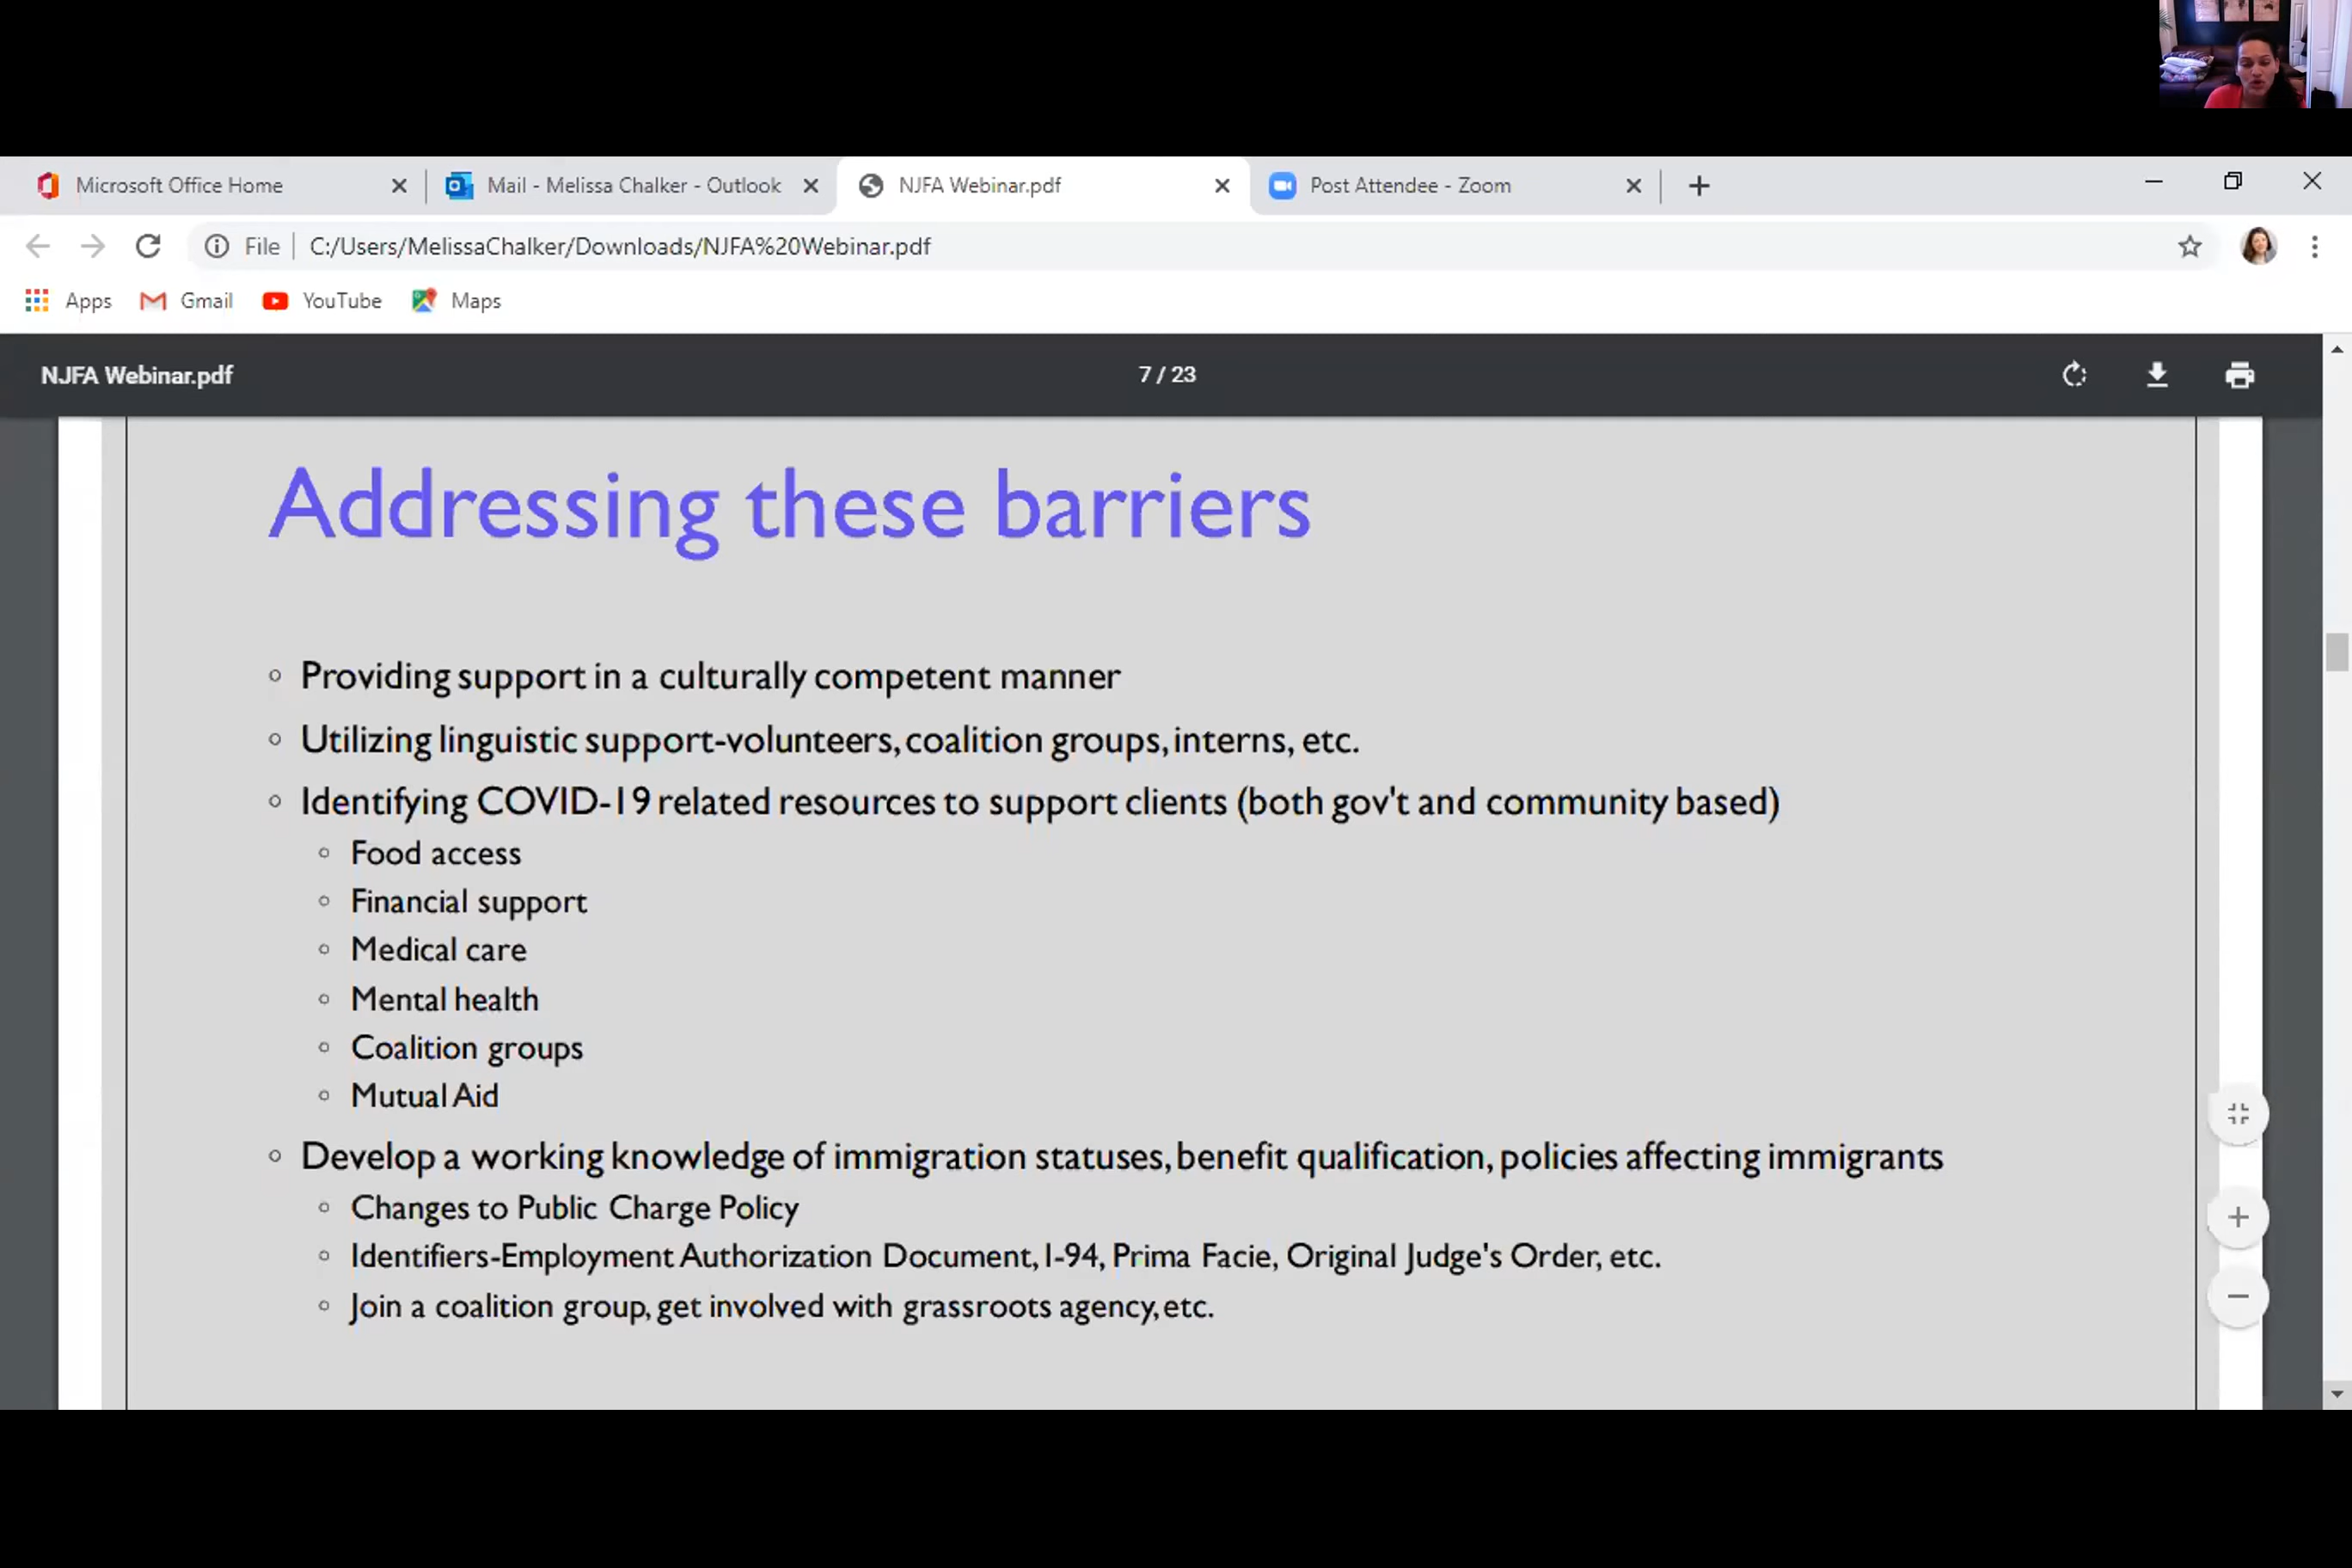 Microsoft Office Home
Mail - Melissa Chalker - Outlook
NJFA Webinar.pdf
Post Attendee - Zoom
File
C:/Users/MelissaChalker/Downloads/NJFA%20Webinar.pdf
Apps
Gmail
YouTube
Maps
NJFA Webinar.pdf
7 / 23
Addressing these barriers
Providing support in a culturally competent manner
Utilizing linguistic support-volunteers, coalition groups, interns, etc.
Identifying COVID-19 related resources to support clients (both gov't and community based)
Food access
Financial support
Medical care
Mental health
Coalition groups
Mutual Aid
Develop a working knowledge of immigration statuses, benefit qualification, policies affecting immigrants
Changes to Public Charge Policy
Identifiers-Employment Authorization Document, I-94, Prima Facie, Original Judge's Order, etc.
Join a coalition group, get involved with grassroots agency, etc.